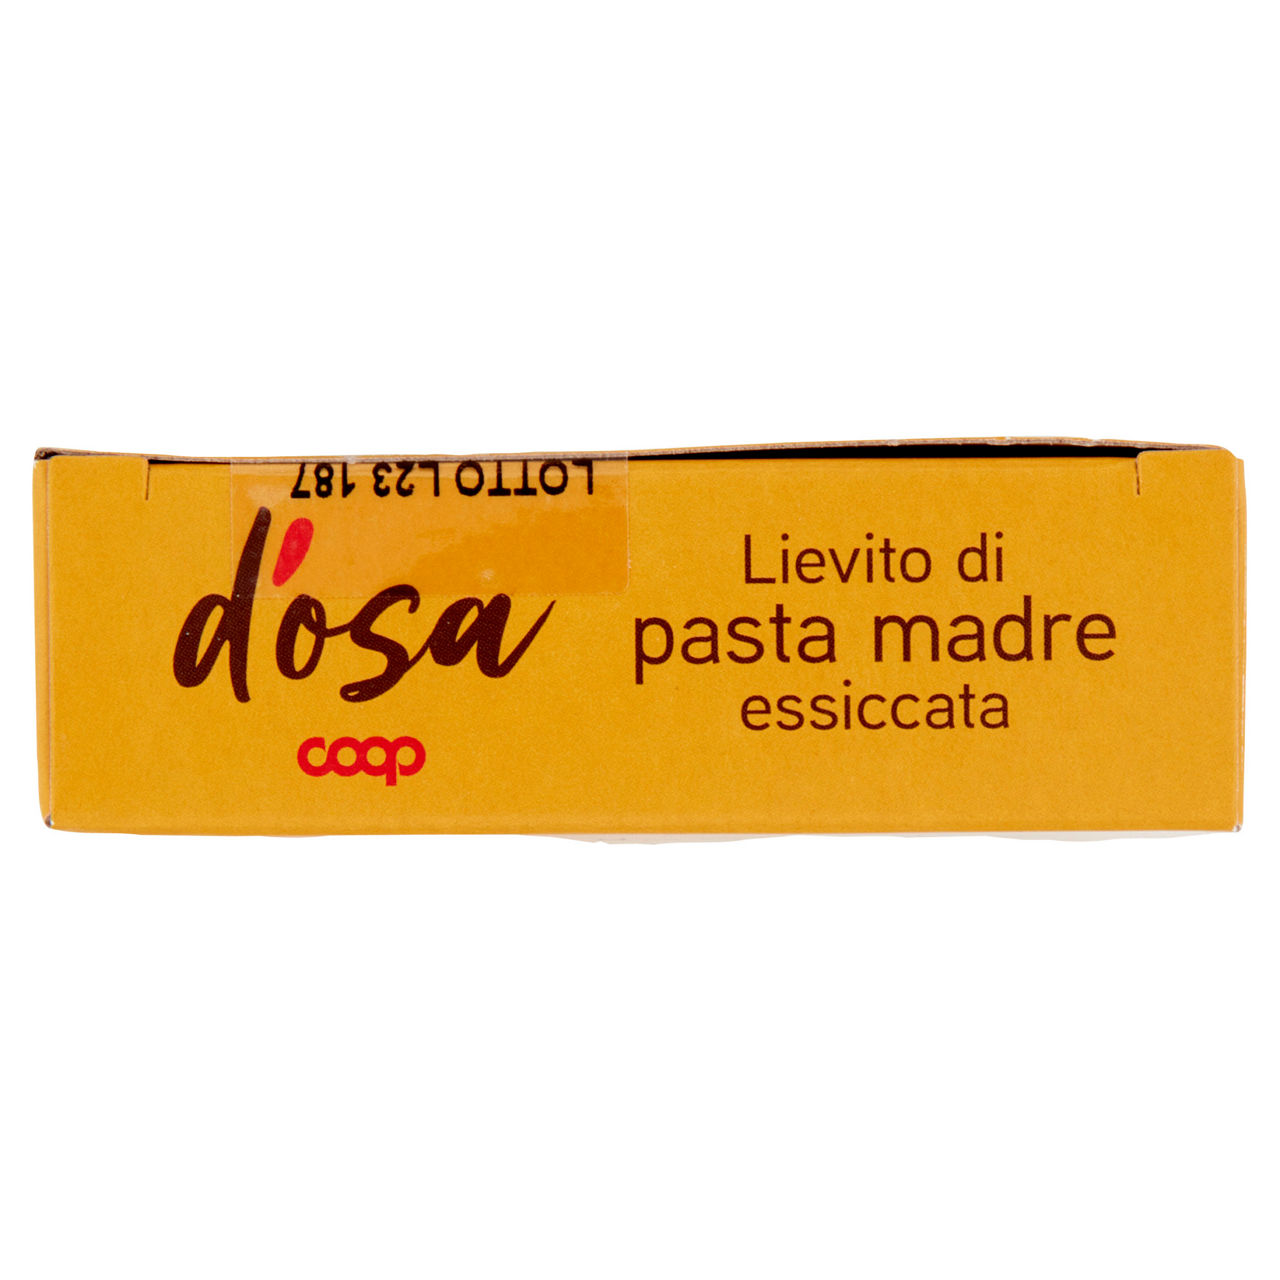 LOTTO L23 187
d'osa
coop
Lievito di
pasta madre
essiccata